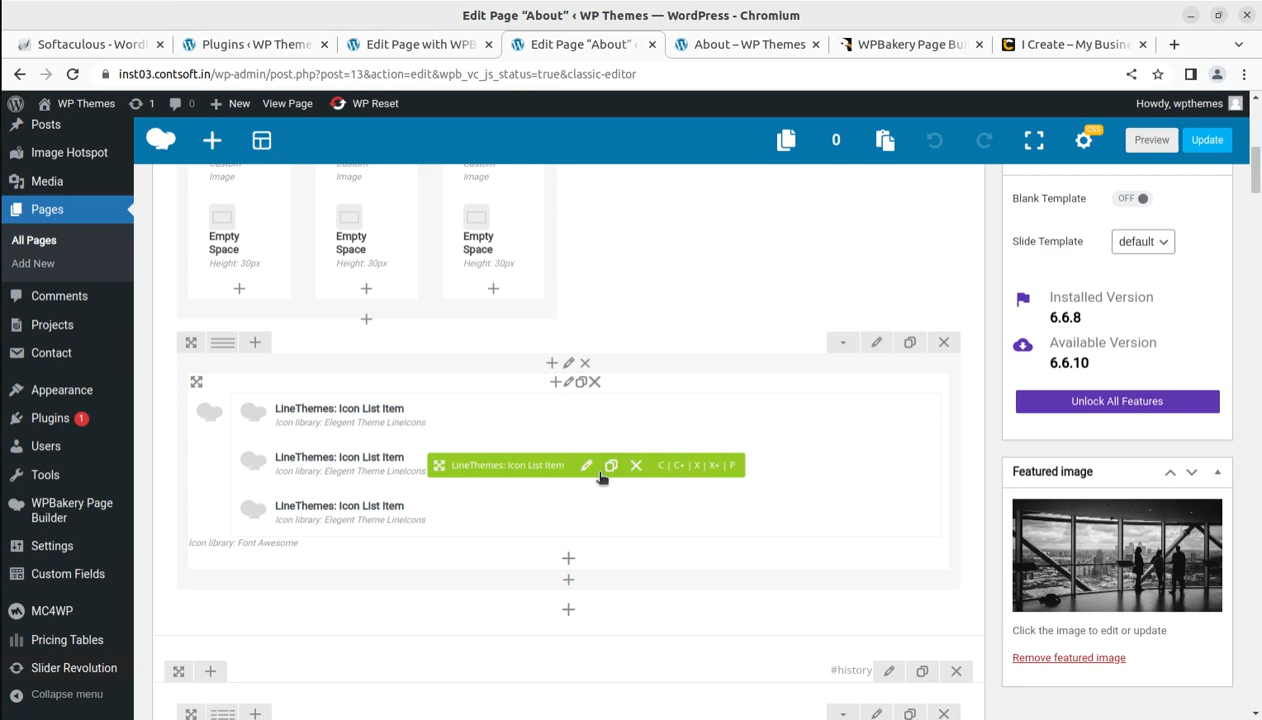 Edit Page “About” ‹ WP Themes — WordPress - Chromium
Softaculous - Word
Plugins ‹ WP Theme
Edit Page with WPB
Edit Page “About” ‹
About – WP Themes
WPBakery Page Bui
I Create – My Busine
inst03.contsoft.in/wp-admin/post.php?post=13&action=edit&wpb_vc_js_status=true&classic-editor
WP Themes
1
0
New
View Page
WP Reset
Howdy, wpthemes
Posts
Image Hotspot
Media
Pages
All Pages
Add New
Comments
Projects
Contact
Appearance
Plugins 1
Users
Tools
WPBakery Page
Builder
Settings
Custom Fields
MC4WP
Pricing Tables
Slider Revolution
Collapse menu
0
CSS
Preview
Update
Custom
Image
Custom
Image
Custom
Image
Empty
Space
Height: 30px
Empty
Space
Height: 30px
Empty
Space
Height: 30px
LineThemes: Icon List Item
Icon library: Elegent Theme LineIcons
LineThemes: Icon List Item
Icon library: Elegent Theme LineIcons
LineThemes: Icon List Item
C | C+ | X | X+ | P
LineThemes: Icon List Item
Icon library: Elegent Theme LineIcons
Icon library: Font Awesome
#history
Blank Template
OFF
Slide Template
default
Installed Version
6.6.8
Available Version
6.6.10
Unlock All Features
Featured image
Click the image to edit or update
Remove featured image